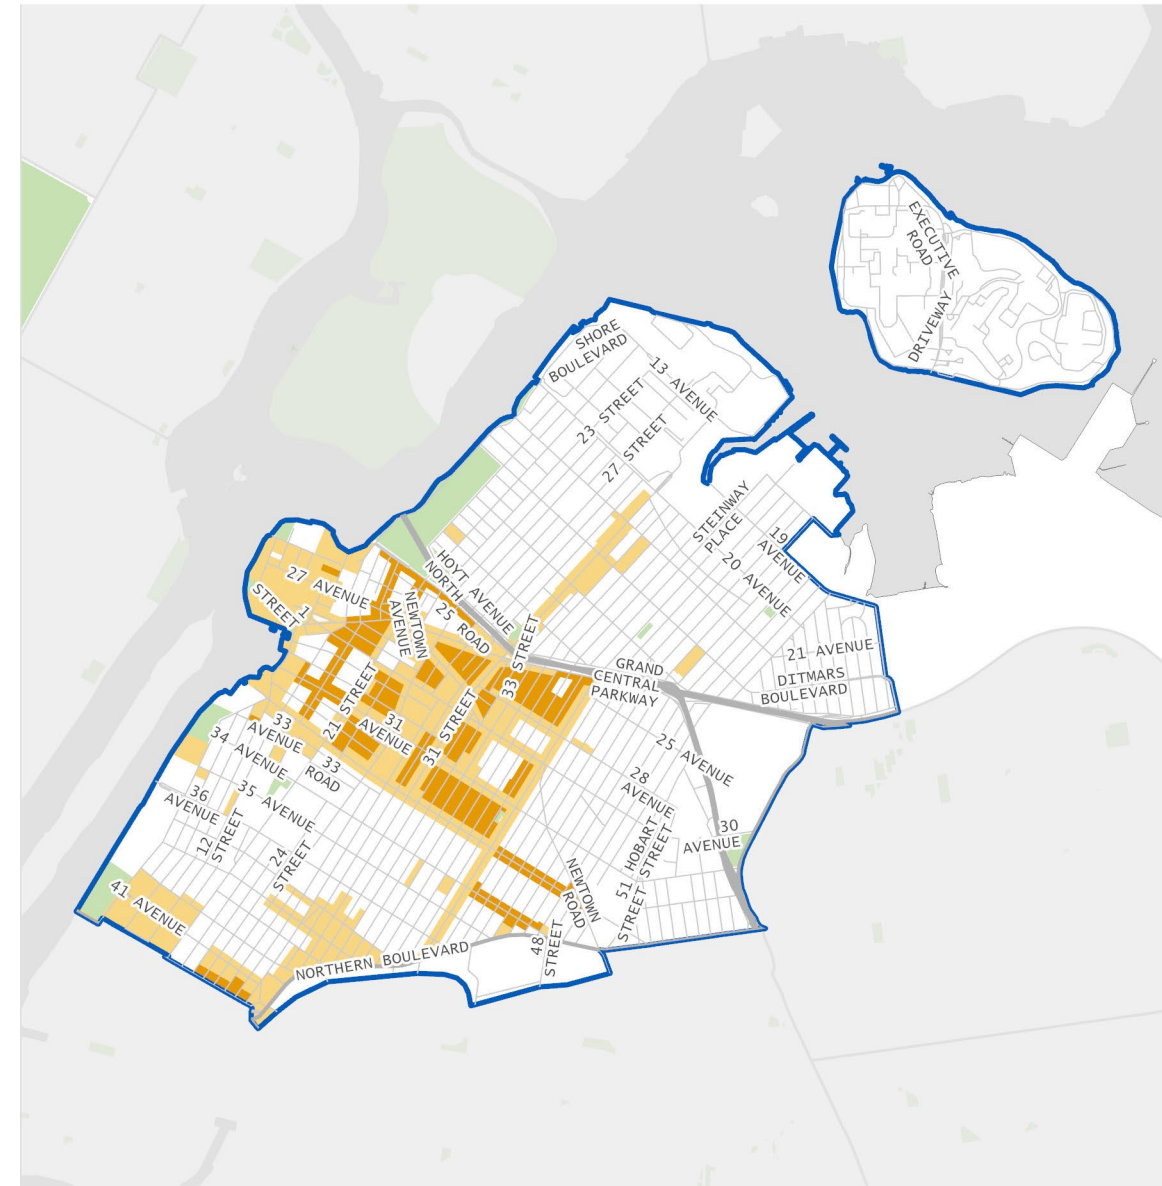 EXECUTIVE
ROAD
DRIVEWAY
SHORE
BOULEVARD
13 AVENUE
23 STREET
27 STREET
STEINWAY
PLACE
19
AVENUE
20 AVENUE
HOYT AVENUE
NORTH
27 AVENUE
1
STREET
NEWTOWN
AVENUE
25 ROAD
33 STREET
21 AVENUE
DITMARS
BOULEVARD
GRAND
CENTRAL
PARKWAY
21 STREET
31
AVENUE
31 STREET
33
AVENUE
34 AVENUE
33
ROAD
25 AVENUE
28
AVENUE
36
AVENUE
35 AVENUE
12
STREET
24
STREET
30
AVENUE
HOBART
STREET
51
STREET
NEWTOWN
ROAD
41 AVENUE
48
STREET
NORTHERN BOULEVARD